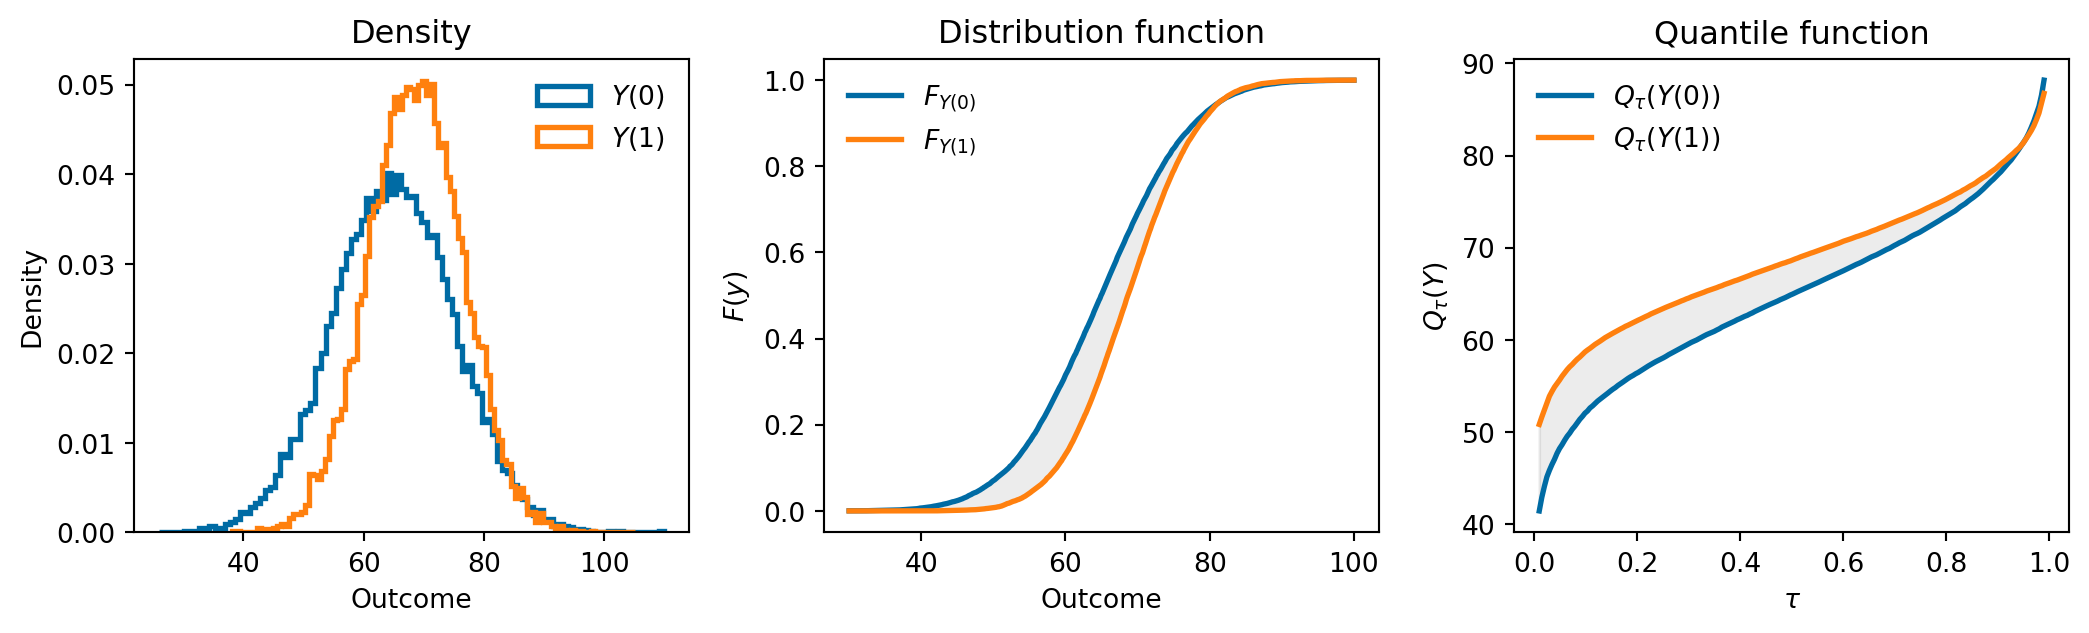 Density
0.05
0.04
0.03
0.02
0.01
0.00
Density
40
60
80
100
Outcome
Y(0)
Y(1)
Distribution function
1.0
0.8
0.6
0.4
0.2
0.0
F(y)
40
60
80
100
Outcome
F_{Y(0)}
F_{Y(1)}
Quantile function
90
80
70
60
50
40
Q_τ(Y)
0.0
0.2
0.4
0.6
0.8
1.0
τ
Q_τ(Y(0))
Q_τ(Y(1))